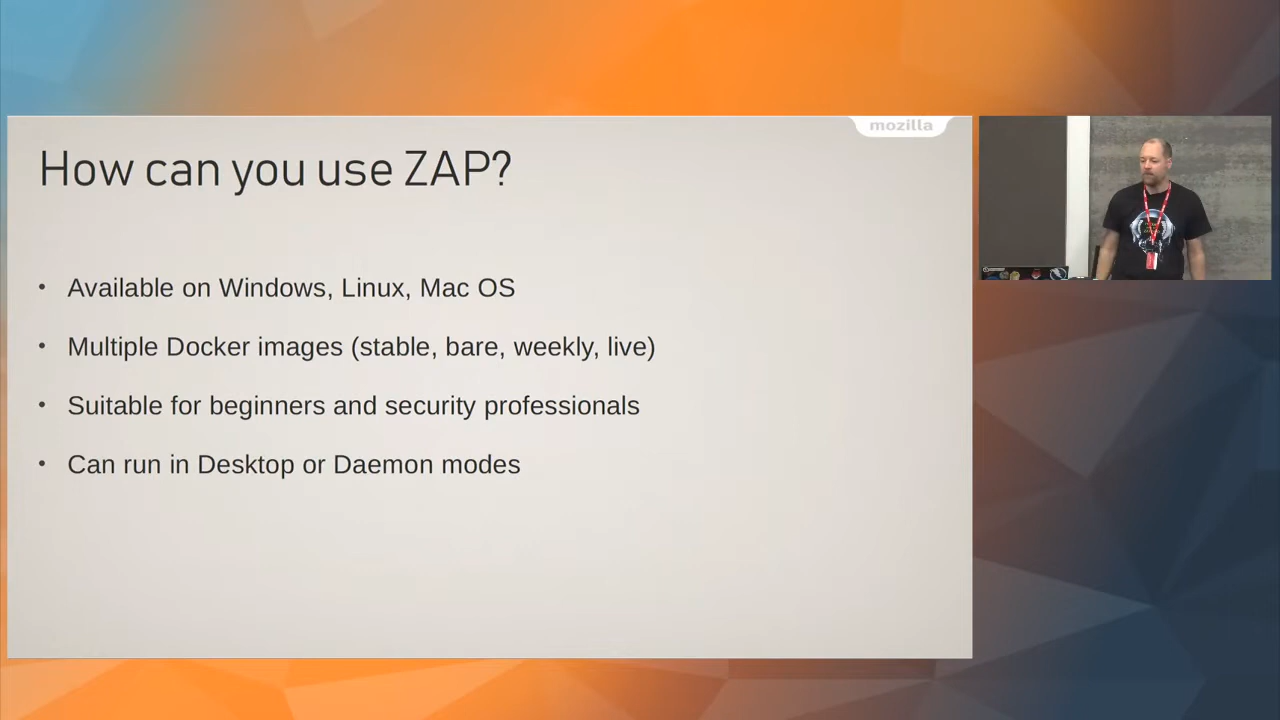 mozilla
How can you use ZAP?
• Available on Windows, Linux, Mac OS
• Multiple Docker images (stable, bare, weekly, live)
• Suitable for beginners and security professionals
• Can run in Desktop or Daemon modes